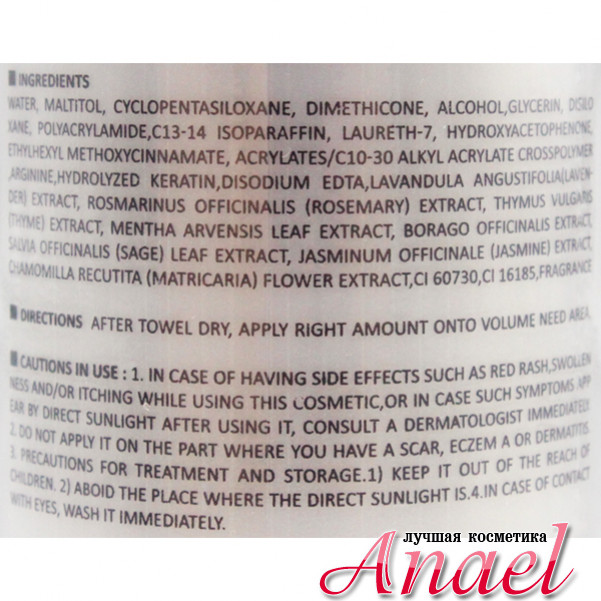 INGREDIENTS
WATER, MALTITOL, CYCLOPENTASILOXANE, DIMETHICONE, ALCOHOL,GLYCERIN, DISILO
XANE, POLYACRYLAMIDE,C13-14 ISOPARAFFIN, LAURETH-7, HYDROXYACETOPHENONE,
ETHYLHEXYL METHOXYCINNAMATE, ACRYLATES/C10-30 ALKYL ACRYLATE CROSSPOLYMER
,ARGININE,HYDROLYZED KERATIN,DISODIUM EDTA,LAVANDULA ANGUSTIFOLIA(LAVEN-
DER) EXTRACT, ROSMARINUS OFFICINALIS (ROSEMARY) EXTRACT, THYMUS VULGARIS
(THYME) EXTRACT, MENTHA ARVENSIS LEAF EXTRACT, BORAGO OFFICINALIS EXTRACT,
SALVIA OFFICINALIS (SAGE) LEAF EXTRACT, JASMINUM OFFICINALE (JASMINE) EXTRACT,
CHAMOMILLA RECUTITA (MATRICARIA) FLOWER EXTRACT,CI 60730,CI 16185,FRAGRANCE
DIRECTIONS AFTER TOWEL DRY, APPLY RIGHT AMOUNT ONTO VOLUME NEED AREA,
CAUTIONS IN USE : 1. IN CASE OF HAVING SIDE EFFECTS SUCH AS RED RASH,SWOLLEN
NESS AND/OR ITCHING WHILE USING THIS COSMETIC,OR IN CASE SUCH SYMPTOMS APP
EAR BY DIRECT SUNLIGHT AFTER USING IT, CONSULT A DERMATOLOGIST IMMEDIATELY.
2. DO NOT APPLY IT ON THE PART WHERE YOU HAVE A SCAR, ECZEM A OR DERMATITIS.
3. PRECAUTIONS FOR TREATMENT AND STORAGE.1) KEEP IT OUT OF THE REACH OF
CHILDREN. 2) ABOID THE PLACE WHERE THE DIRECT SUNLIGHT IS.4.IN CASE OF CONTACT
WITH EYES, WASH IT IMMEDIATELY.
лучшая косметика
Anael